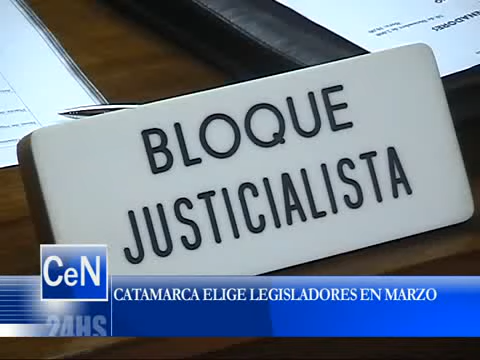 BLOQUE
JUSTICIALISTA
CeN
CATAMARCA ELIGE LEGISLADORES EN MARZO
24HS